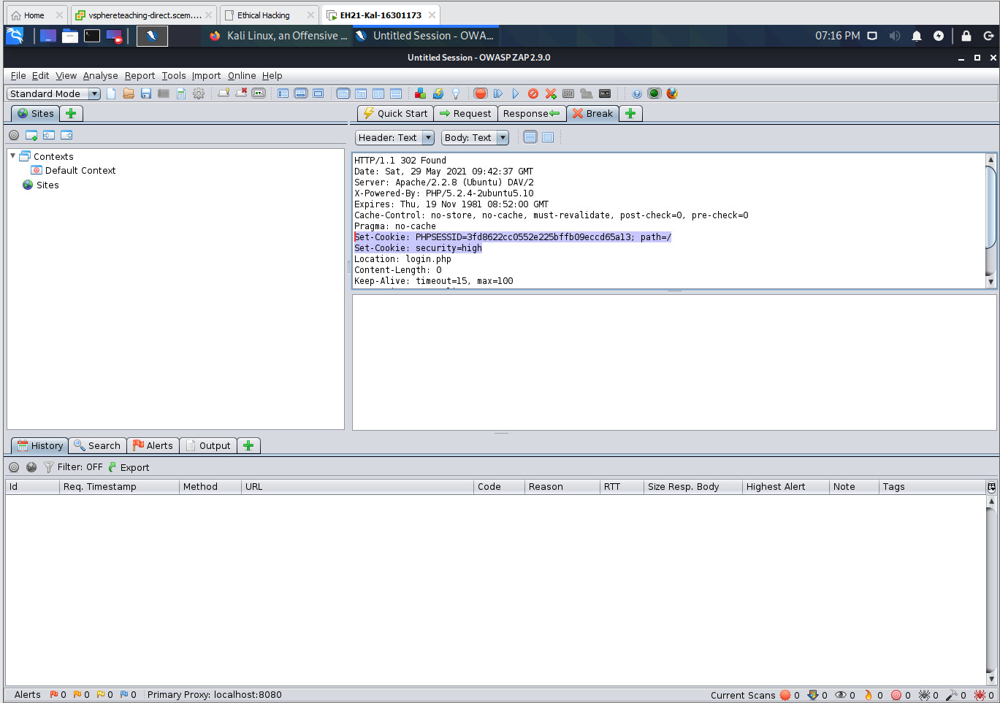 Home
vsphereteaching-direct.scem....
Ethical Hacking
EH21-Kal-16301173
Kali Linux, an Offensive ...
Untitled Session - OWA...
07:16 PM
Untitled Session - OWASP ZAP 2.9.0
File Edit View Analyse Report Tools Import Online Help
Standard Mode
Sites
Quick Start
Request
Response
Break
Header: Text
Body: Text
Contexts
Default Context
Sites
HTTP/1.1 302 Found
Date: Sat, 29 May 2021 09:42:37 GMT
Server: Apache/2.2.8 (Ubuntu) DAV/2
X-Powered-By: PHP/5.2.4-2ubuntu5.10
Expires: Thu, 19 Nov 1981 08:52:00 GMT
Cache-Control: no-store, no-cache, must-revalidate, post-check=0, pre-check=0
Pragma: no-cache
Set-Cookie: PHPSESSID=3fd8622cc0552e225bffb09eccd65a13; path=/
Set-Cookie: security=high
Location: login.php
Content-Length: 0
Keep-Alive: timeout=15, max=100
History
Search
Alerts
Output
Filter: OFF
Export
Id Req. Timestamp Method URL Code Reason RTT Size Resp. Body Highest Alert Note Tags
Alerts 0 0 0 0 Primary Proxy: localhost:8080 Current Scans 0 0 0 0 0 0 0 0